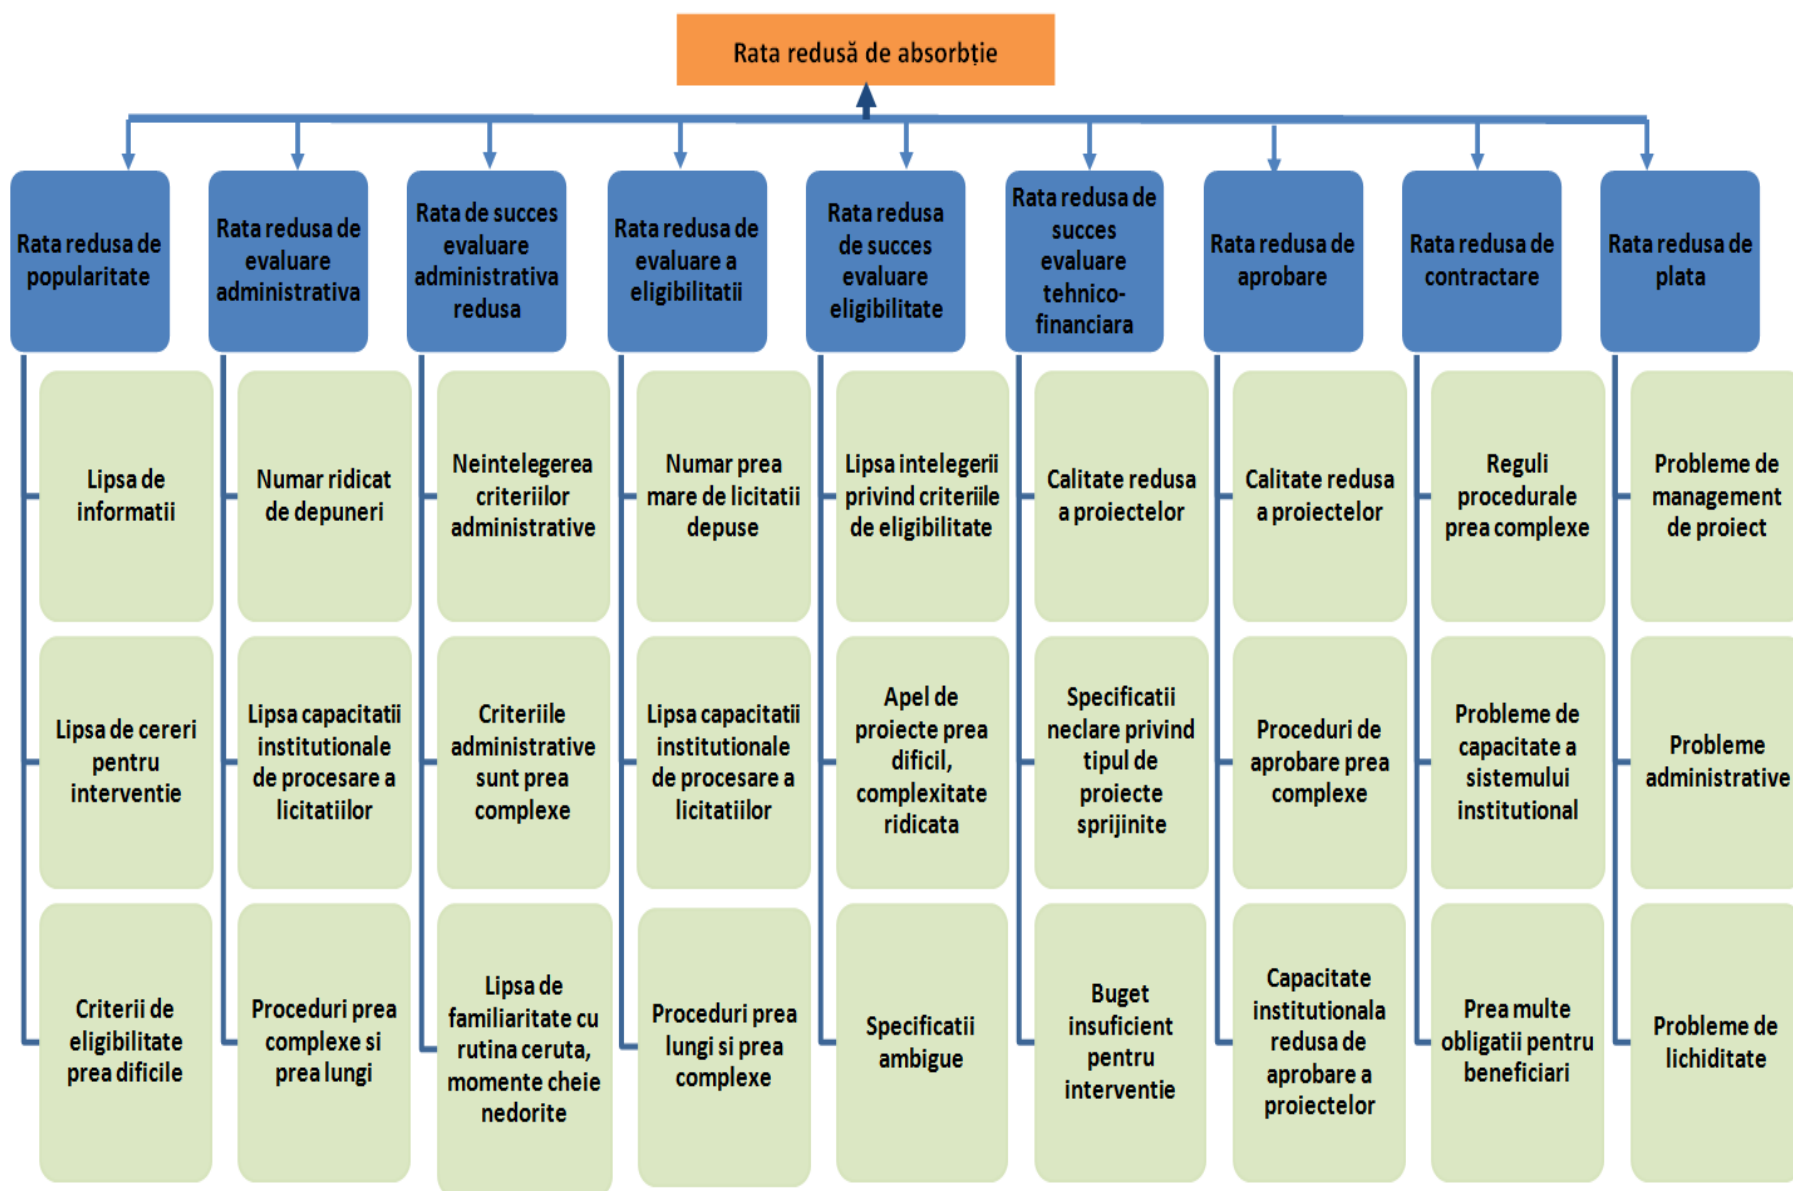 Rata redusă de absorbție
Rata redusa de
popularitate
Rata redusa de
evaluare
administrativa
Rata de succes
evaluare
administrativa
redusa
Rata redusa de
evaluare a
eligibilitatii
Rata redusa
de succes
evaluare
eligibilitate
Rata redusa de
succes
evaluare
tehnico-
financiara
Rata redusa de
aprobare
Rata redusa de
contractare
Rata redusa de
plata
Lipsa de
informatii
Numar ridicat
de depuneri
Neintelegerea
criteriilor
administrative
Numar prea
mare de licitatii
depuse
Lipsa intelegerii
privind criteriile
de eligibilitate
Calitate redusa
a proiectelor
Calitate redusa
a proiectelor
Reguli
procedurale
prea complexe
Probleme de
management
de proiect
Lipsa de cereri
pentru
interventie
Lipsa capacitatii
institutionale
de procesare a
licitatiilor
Criteriile
administrative
sunt prea
complexe
Lipsa capacitatii
institutionale
de procesare a
licitatiilor
Apel de
proiecte prea
dificil,
complexitate
ridicata
Specificatii
neclare privind
tipul de
proiecte
sprijinite
Proceduri de
aprobare prea
complexe
Probleme de
capacitate a
sistemului
institutional
Probleme
administrative
Criterii de
eligibilitate
prea dificile
Proceduri prea
complexe si
prea lungi
Lipsa de
familiaritate cu
rutina ceruta,
momente cheie
nedorite
Proceduri prea
lungi si prea
complexe
Specificatii
ambigue
Buget
insuficient
pentru
interventie
Capacitate
institutionala
redusa de
aprobare a
proiectelor
Prea multe
obligatii pentru
beneficiari
Probleme de
lichiditate